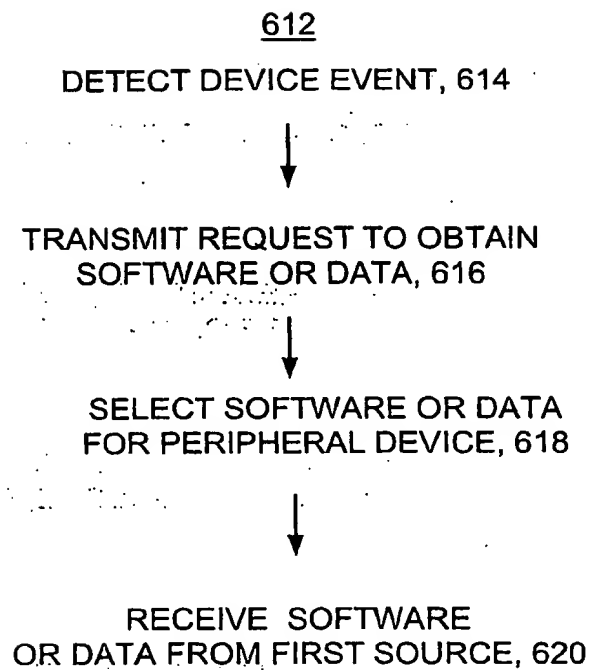 612
DETECT DEVICE EVENT, 614
TRANSMIT REQUEST TO OBTAIN
SOFTWARE OR DATA, 616
SELECT SOFTWARE OR DATA
FOR PERIPHERAL DEVICE, 618
RECEIVE SOFTWARE
OR DATA FROM FIRST SOURCE, 620